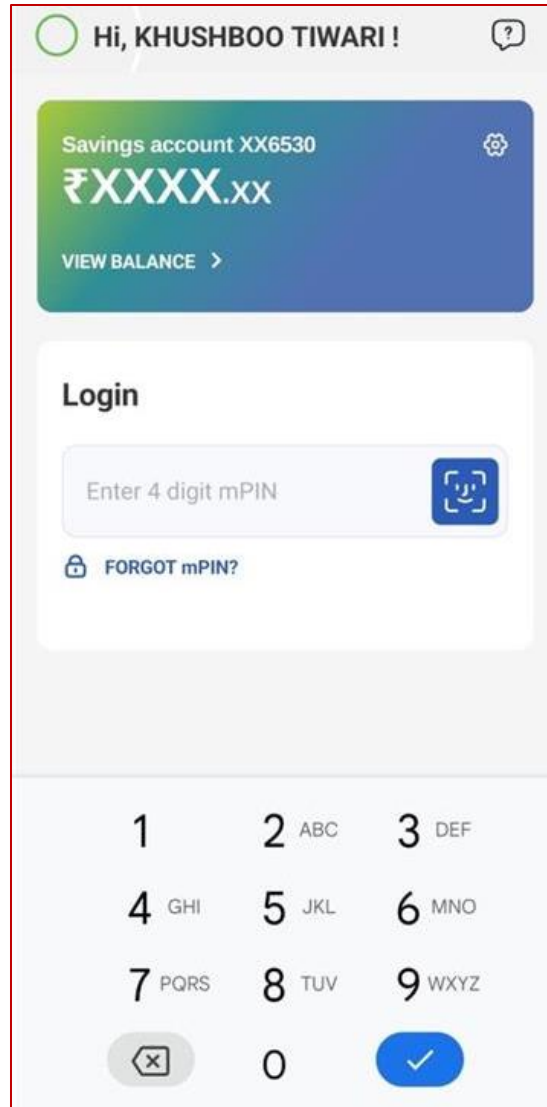 Hi, KHUSHBOO TIWARI !
?
Savings account XX6530
₹XXXX.xx
VIEW BALANCE >
Login
Enter 4 digit mPIN
FORGOT mPIN?
1 2 ABC 3 DEF
4 GHI 5 JKL 6 MNO
7 PQRS 8 TUV 9 WXYZ
0